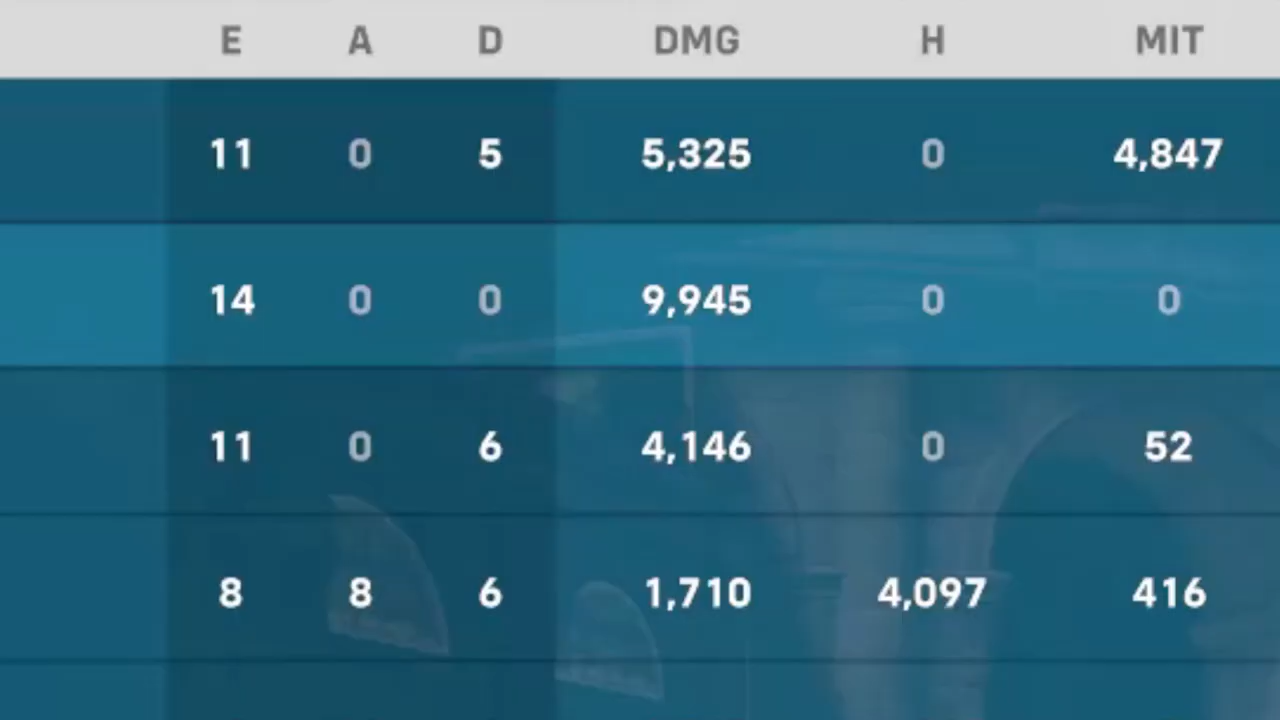 E A D DMG H MIT
11 0 5 5,325 0 4,847
14 0 0 9,945 0 0
11 0 6 4,146 0 52
8 8 6 1,710 4,097 416